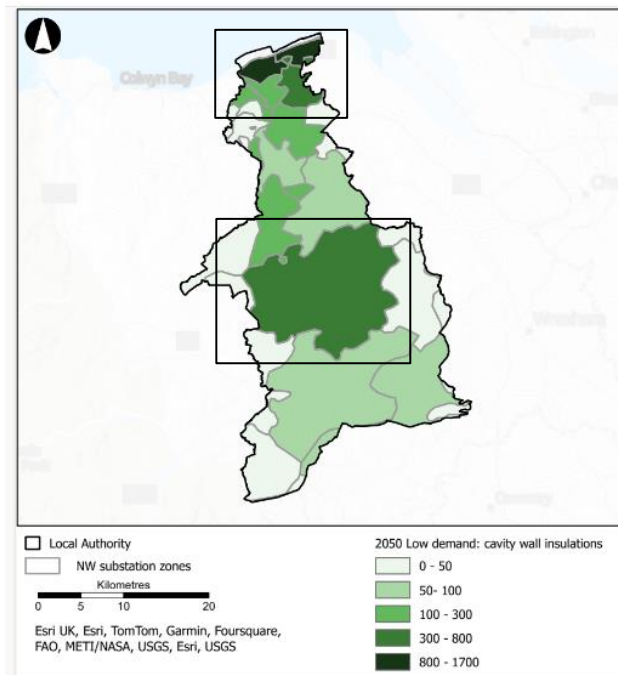 Colwyn Bay
Wrexham
Local Authority
NW substation zones
Kilometres
0 5 10 20
Esri UK, Esri, TomTom, Garmin, Foursquare,
FAO, METI/NASA, USGS, Esri, USGS
2050 Low demand: cavity wall insulations
0 - 50
50- 100
100 - 300
300 - 800
800 - 1700